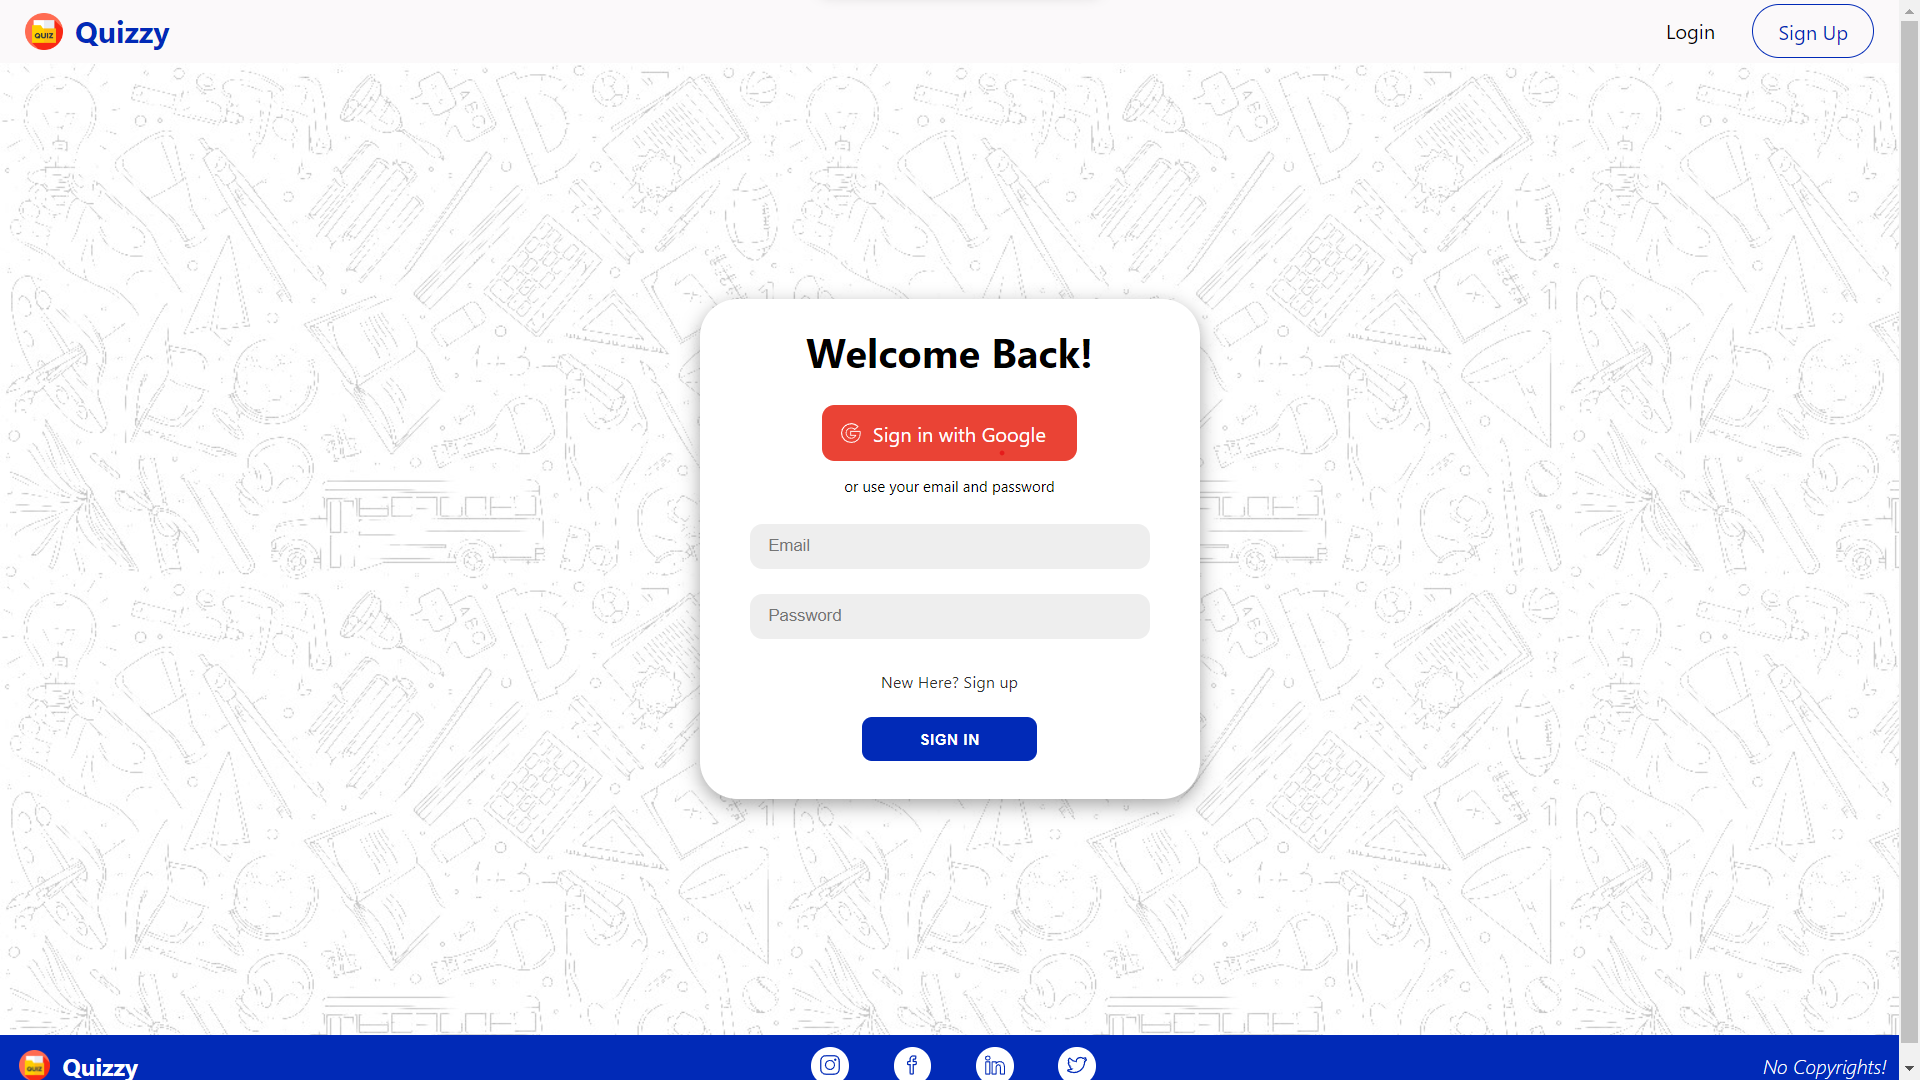 QUIZ
Quizzy
Login
Sign Up
Welcome Back!
Sign in with Google
or use your email and password
Email
Password
New Here? Sign up
SIGN IN
QUIZ
Quizzy
No Copyrights!